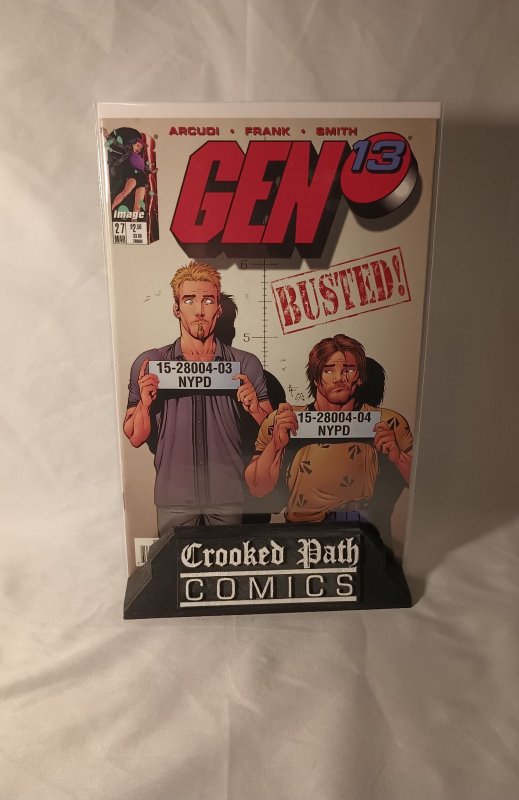 ARCUDI • FRANK • SMITH
GEN 13
image
27
MAR
$2.50
BUSTED!
6
5
15-28004-03
NYPD
15-28004-04
NYPD
Crooked Path
COMICS